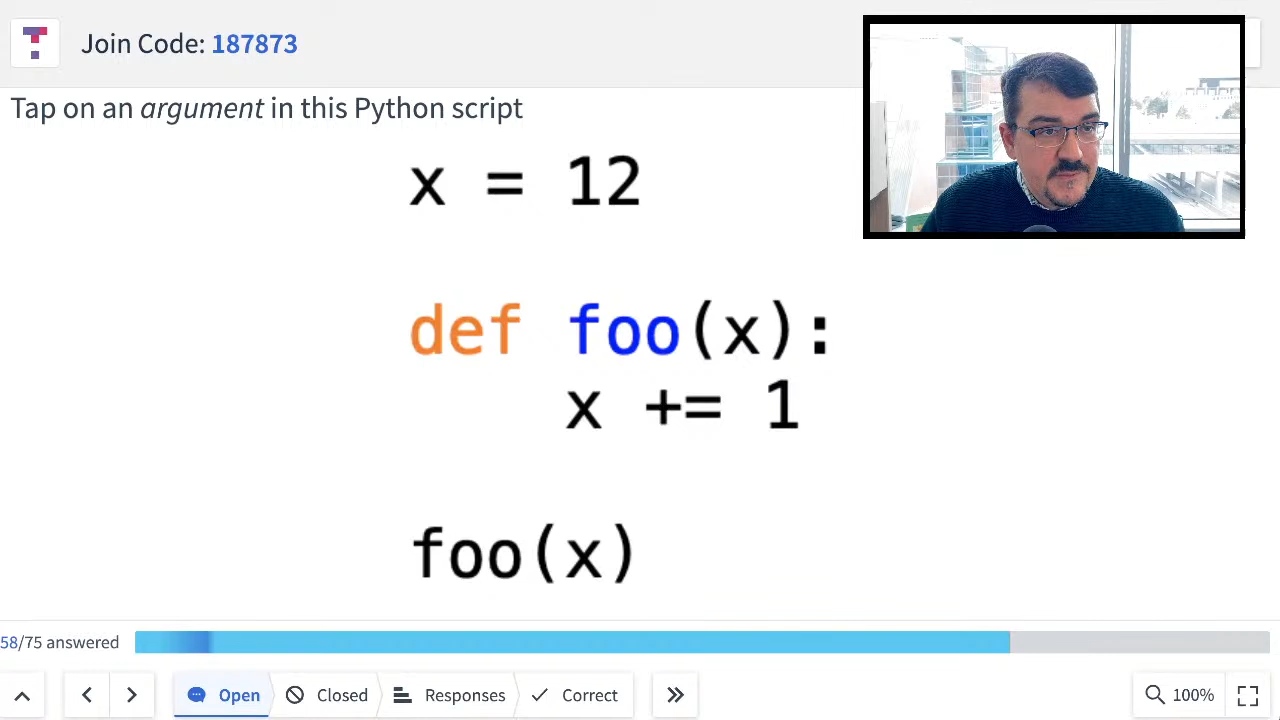 Join Code: 187873
Tap on an argument in this Python script
x = 12
def foo(x):
x += 1
foo(x)
58/75 answered
Open Closed Responses Correct 100%